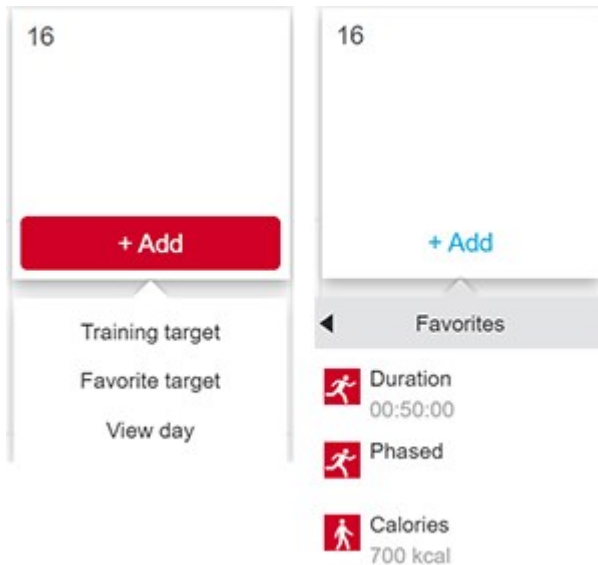 16
+ Add
Training target
Favorite target
View day
16
+ Add
Favorites
Duration
00:50:00
Phased
Calories
700 kcal